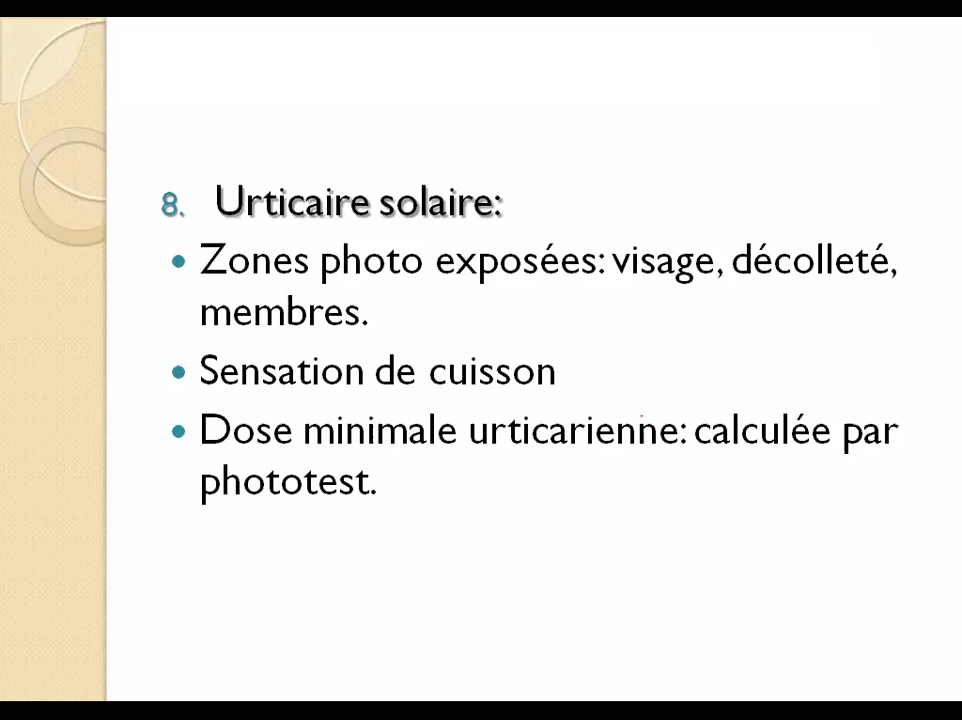 8. Urticaire solaire:
• Zones photo exposées: visage, décolleté,
membres.
• Sensation de cuisson
• Dose minimale urticarienne: calculée par
phototest.